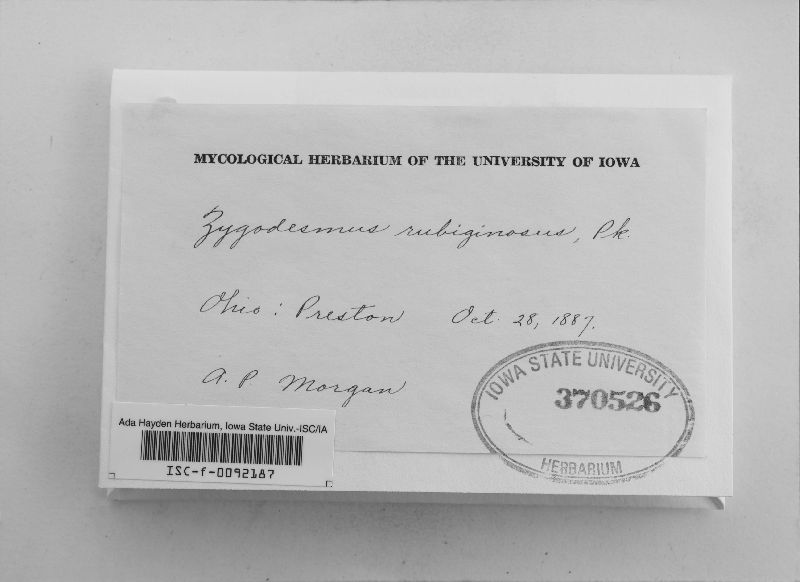 MYCOLOGICAL HERBARIUM OF THE UNIVERSITY OF IOWA
Zygodesmus rubiginosus, Pk.
Ohio: Preston Oct. 28, 1887.
A. P. Morgan
IOWA STATE UNIVERSITY
370526
HERBARIUM
Ada Hayden Herbarium, Iowa State Univ.-ISC/IA
ISC-f-0092187